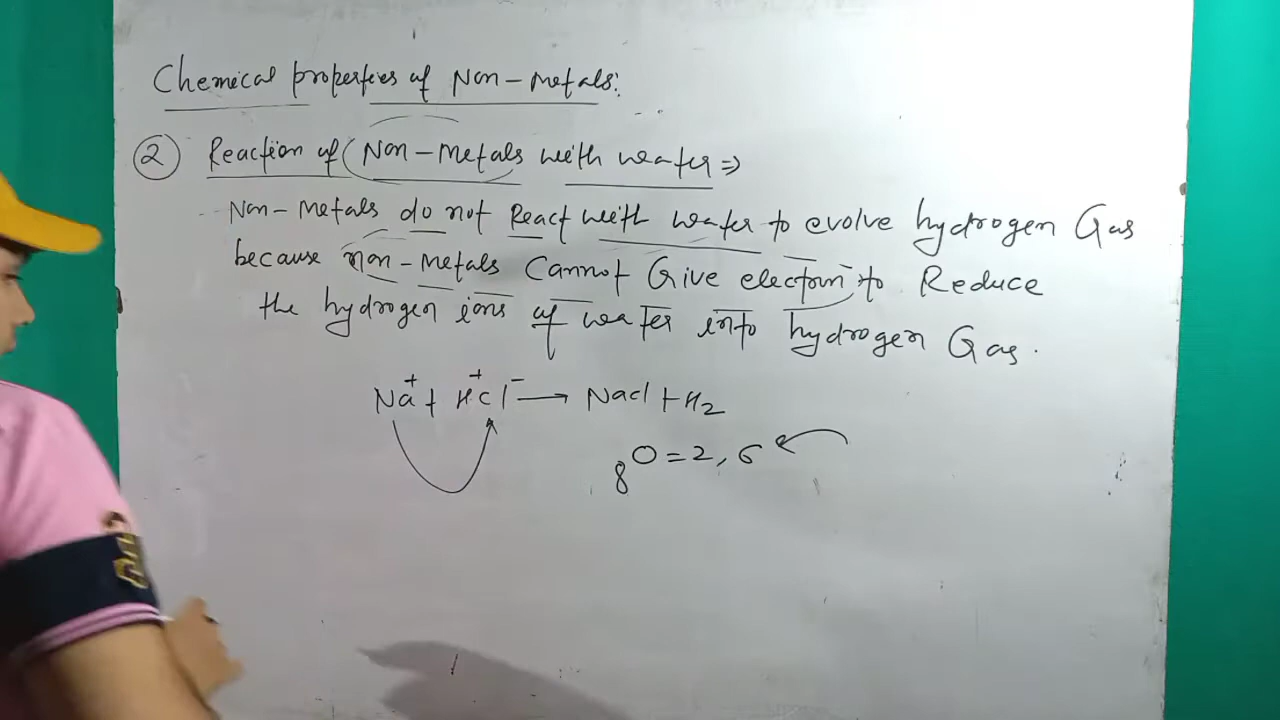 Chemical properties of Non-Metals:
② Reaction of (Non-Metals with water ⇒
Non-Metals do not React with water to evolve hydrogen Gas
because non-metals Cannot Give electron to Reduce
the hydrogen ions of water into hydrogen Gas.
Na⁺ + H⁺Cl⁻ → Nacl + H₂
₈O = 2, 6